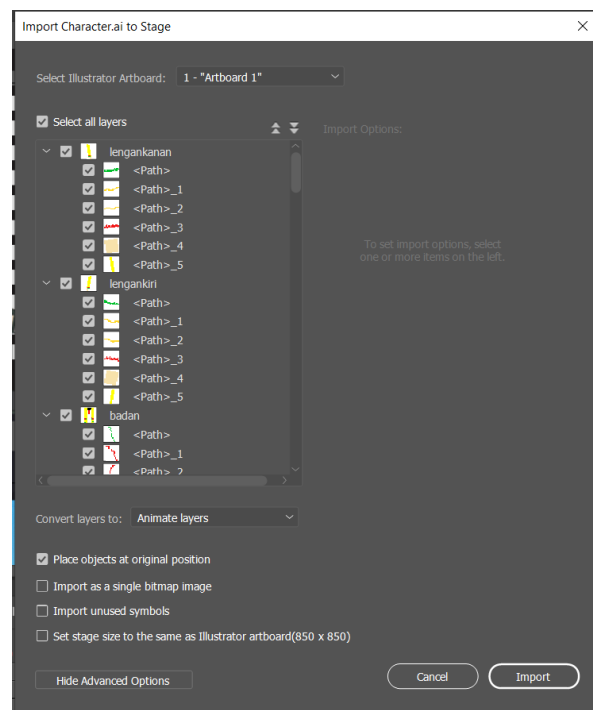 Import Character.ai to Stage
Select Illustrator Artboard: 1 - "Artboard 1"
Select all layers
Import Options:
lengankanan
<Path>
<Path>_1
<Path>_2
<Path>_3
<Path>_4
<Path>_5
To set import options, select
one or more items on the left.
lengankiri
<Path>
<Path>_1
<Path>_2
<Path>_3
<Path>_4
<Path>_5
badan
<Path>
<Path>_1
<Path>_2
Convert layers to: Animate layers
Place objects at original position
Import as a single bitmap image
Import unused symbols
Set stage size to the same as Illustrator artboard(850 x 850)
Hide Advanced Options
Cancel
Import